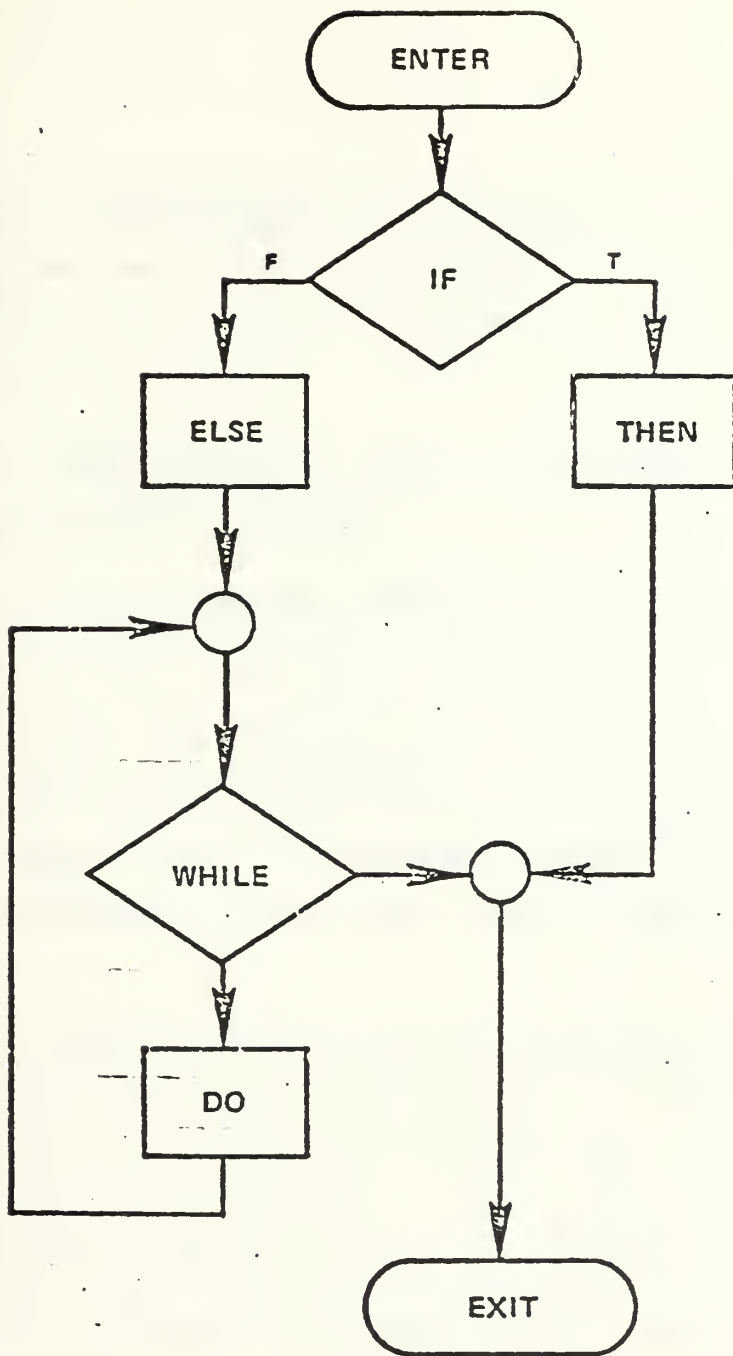 ENTER
F
IF
T
ELSE
THEN
WHILE
DO
EXIT